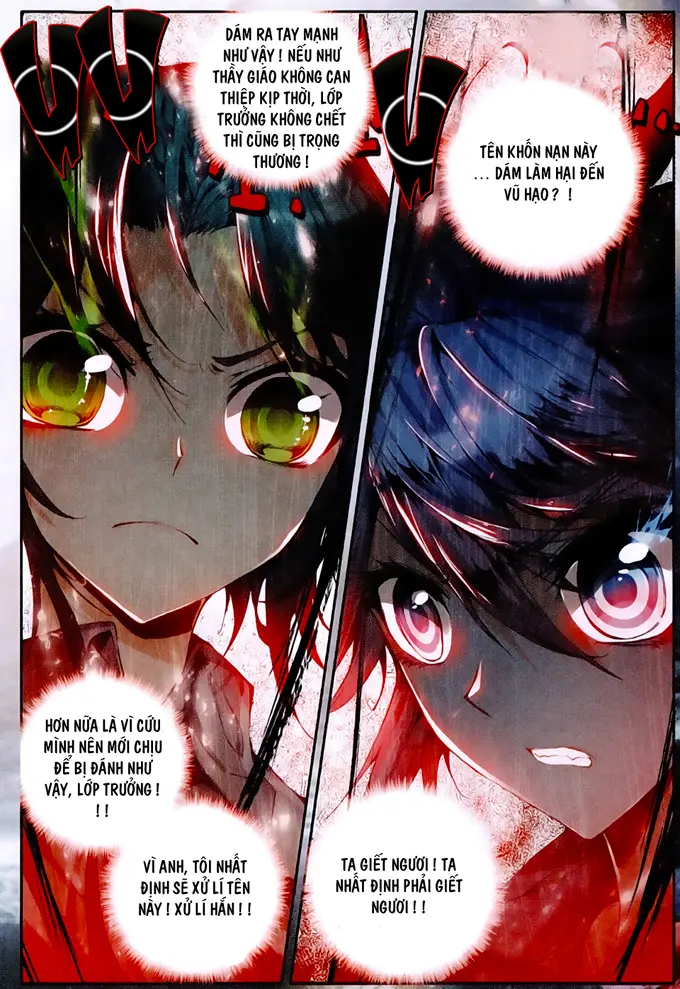 DÁM RA TAY MẠNH
NHƯ VẬY! NẾU NHƯ
THẦY GIÁO KHÔNG CAN
THIỆP KỊP THỜI, LỚP
TRƯỞNG KHÔNG CHẾT
THÌ CŨNG BỊ TRỌNG
THƯƠNG!
HƠN NỮA LÀ VÌ CỨU
MÌNH NÊN MỚI CHỊU
ĐỂ BỊ ĐÁNH NHƯ
VẬY, LỚP TRƯỞNG!
!!
VÌ ANH, TÔI NHẤT
ĐỊNH SẼ XỬ LÍ TÊN
NÀY! XỬ LÍ HẮN!!
TÊN KHỐN NẠN NÀY
... DÁM LÀM HẠI ĐẾN
VŨ HẠO? !
TA GIẾT NGƯƠI! TA
NHẤT ĐỊNH PHẢI GIẾT
NGƯƠI!!